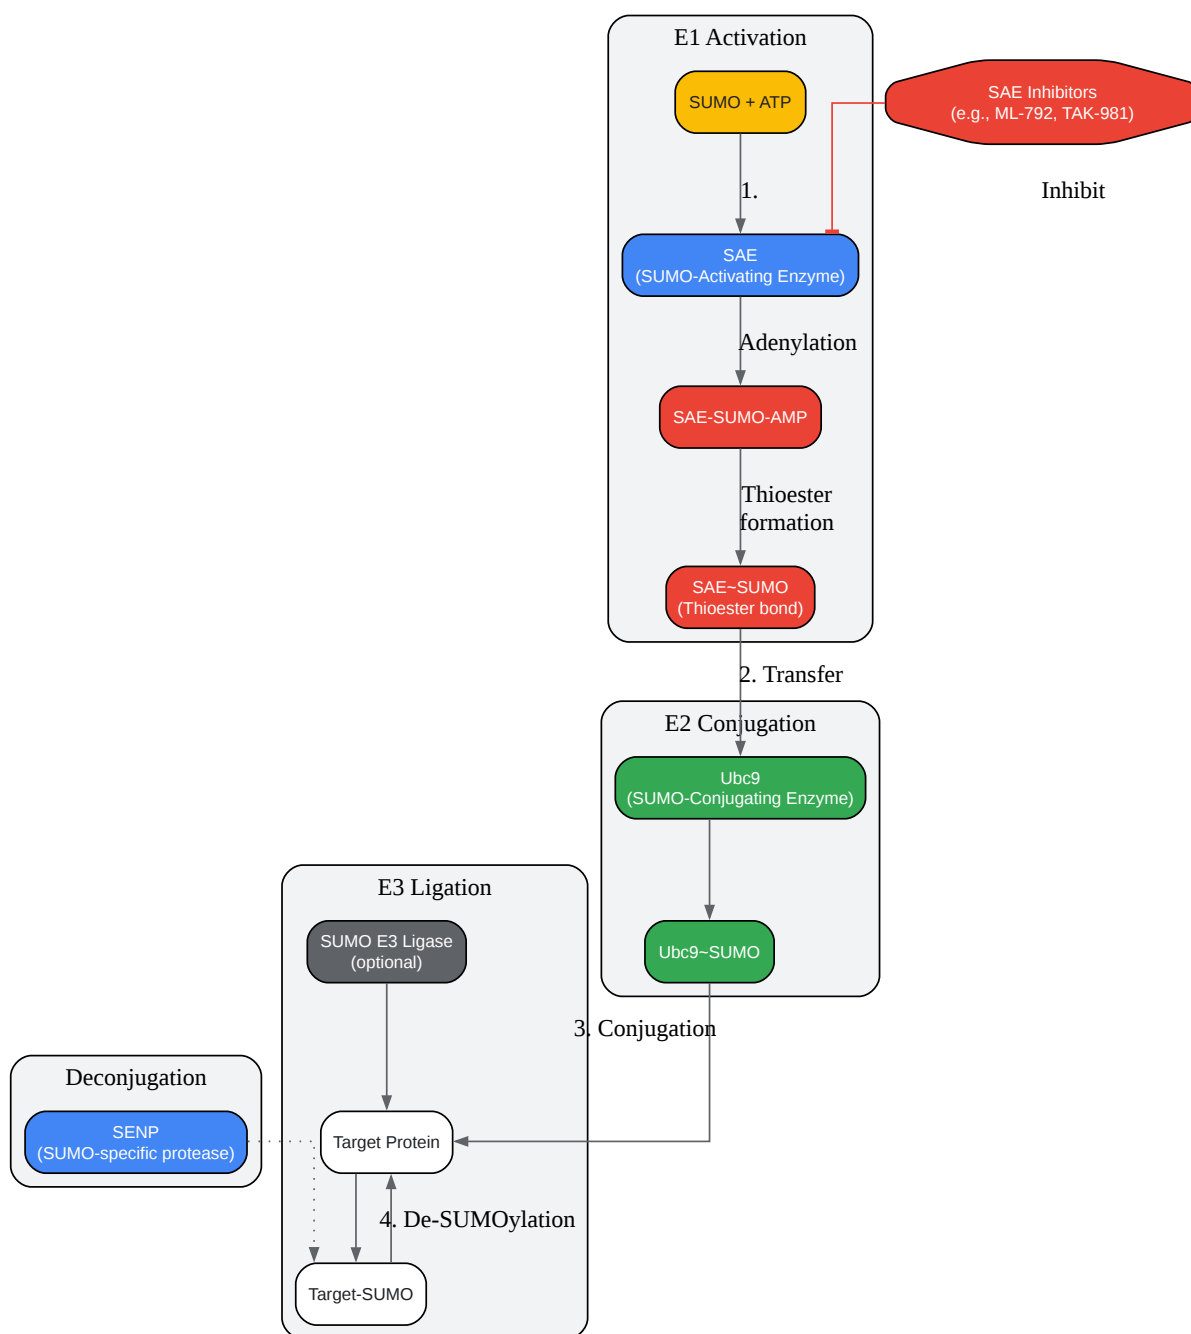 E1 Activation
SUMO + ATP
SAE Inhibitors
(e.g., ML-792, TAK-981)
1.
Inhibit
SAE
(SUMO-Activating Enzyme)
Adenylation
SAE-SUMO-AMP
Thioester
formation
SAE~SUMO
(Thioester bond)
2. Transfer
E2 Conjugation
Ubc9
(SUMO-Conjugating Enzyme)
E3 Ligation
SUMO E3 Ligase
(optional)
Ubc9~SUMO
3. Conjugation
Deconjugation
SENP
(SUMO-specific protease)
Target Protein
4. De-SUMOylation
Target-SUMO